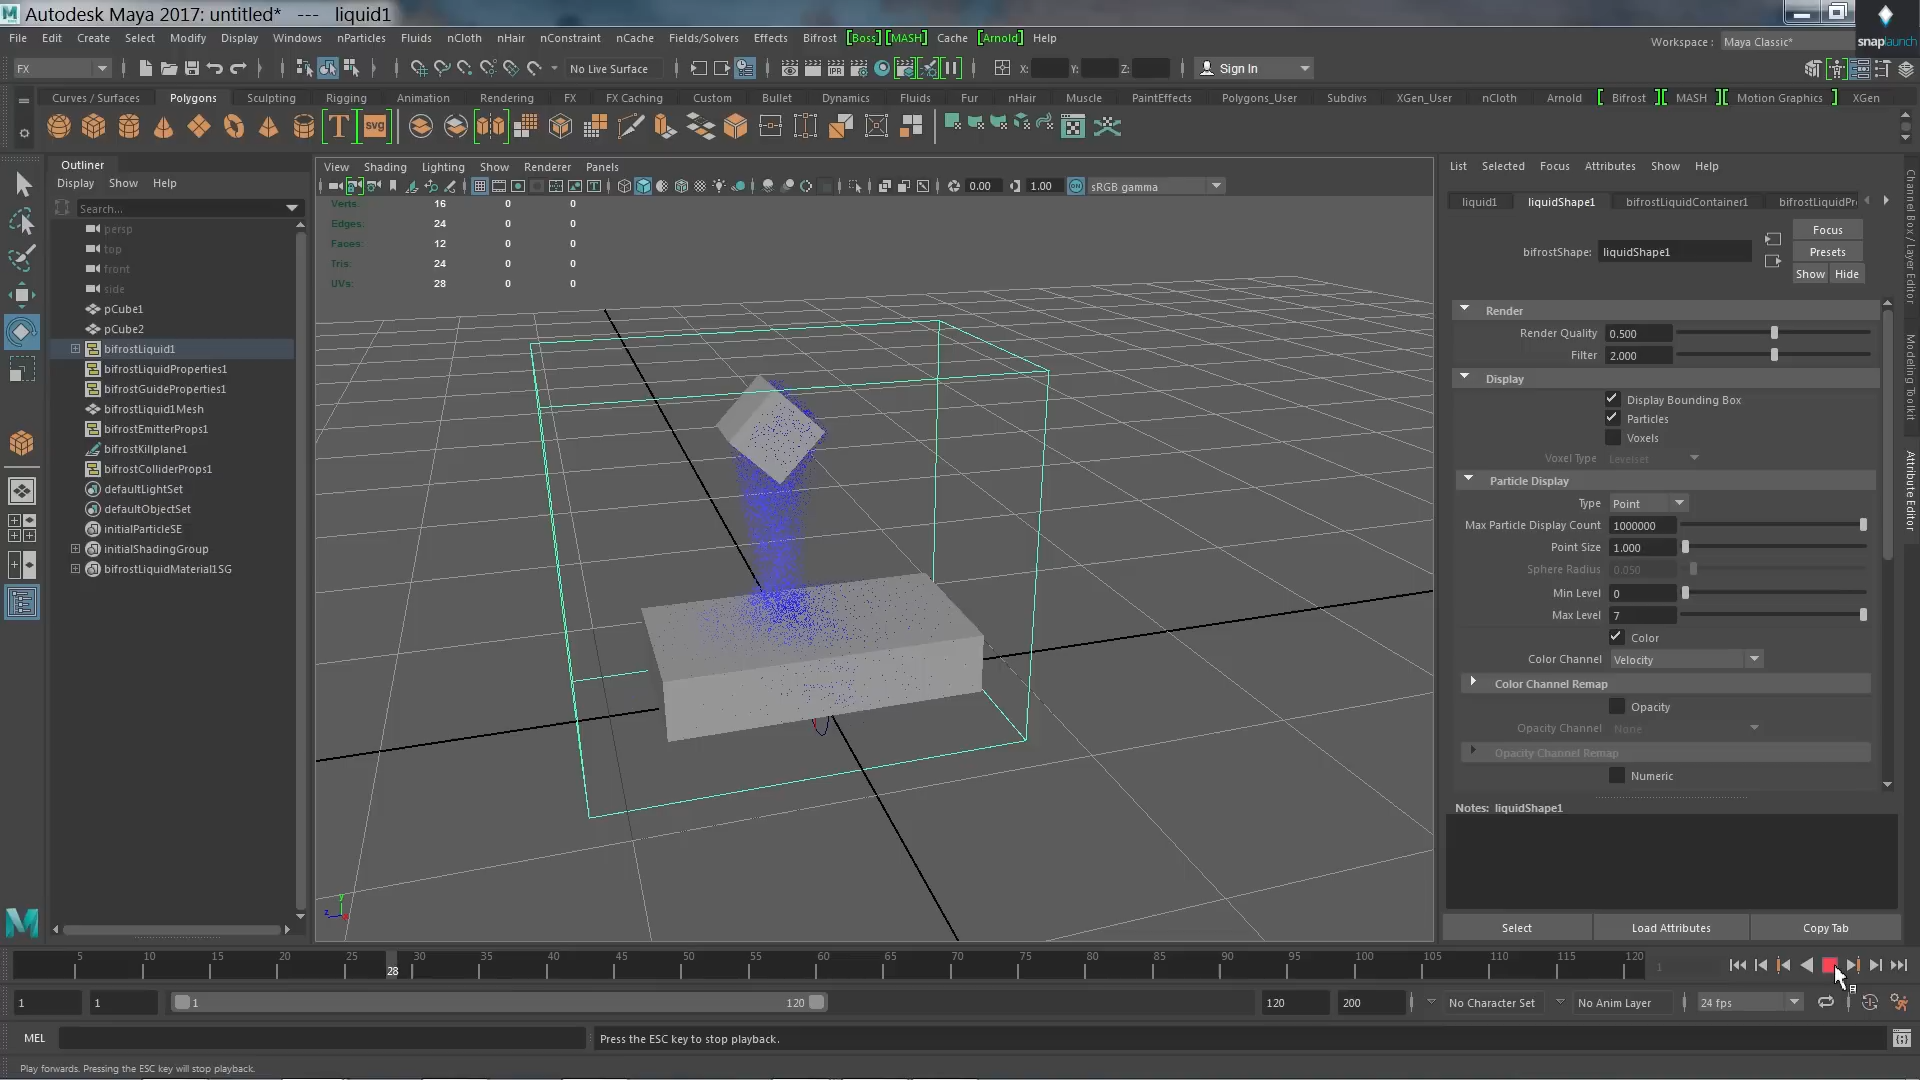 Autodesk Maya 2017: untitled* --- liquid1
snaplaunch
File Edit Create Select Modify Display Windows nParticles Fluids nCloth nHair nConstraint nCache Fields/Solvers Effects Bifrost [Boss] [MASH] Cache [Arnold] Help
Workspace : Maya Classic*
FX No Live Surface X: Y: Z: Sign In
Curves / Surfaces Polygons Sculpting Rigging Animation Rendering FX FX Caching Custom Bullet Dynamics Fluids Fur nHair Muscle PaintEffects Polygons_User Subdivs XGen_User nCloth Arnold Bifrost MASH Motion Graphics XGen
T SVG
Outliner
Display Show Help
Search...
persp
top
front
side
pCube1
pCube2
bifrostLiquid1
bifrostLiquidProperties1
bifrostGuideProperties1
bifrostLiquid1Mesh
bifrostEmitterProps1
bifrostKillplane1
bifrostColliderProps1
defaultLightSet
defaultObjectSet
initialParticleSE
initialShadingGroup
bifrostLiquidMaterial1SG
View Shading Lighting Show Renderer Panels
0.00 1.00 sRGB gamma
Verts: 16 0 0
Edges: 24 0 0
Faces: 12 0 0
Tris: 24 0 0
UVs: 28 0 0
y
z
List Selected Focus Attributes Show Help
liquid1 liquidShape1 bifrostLiquidContainer1 bifrostLiquidPr
Focus
bifrostShape: liquidShape1
Presets
Show Hide
Render
Render Quality 0.500
Filter 2.000
Display
Display Bounding Box
Particles
Voxels
Voxel Type Levelset
Particle Display
Type Point
Max Particle Display Count 1000000
Point Size 1.000
Sphere Radius 0.050
Min Level 0
Max Level 7
Color
Color Channel Velocity
Color Channel Remap
Opacity
Opacity Channel None
Opacity Channel Remap
Numeric
Notes: liquidShape1
Select Load Attributes Copy Tab
Channel Box / Layer Editor
Modeling Toolkit
Attribute Editor
5 10 15 20 25 30 35 40 45 50 55 60 65 70 75 80 85 90 95 100 105 110 115 120
28
1
1 1 1 120 120 200 No Character Set No Anim Layer 24 fps
MEL Press the ESC key to stop playback.
Play forwards. Pressing the ESC key will stop playback.